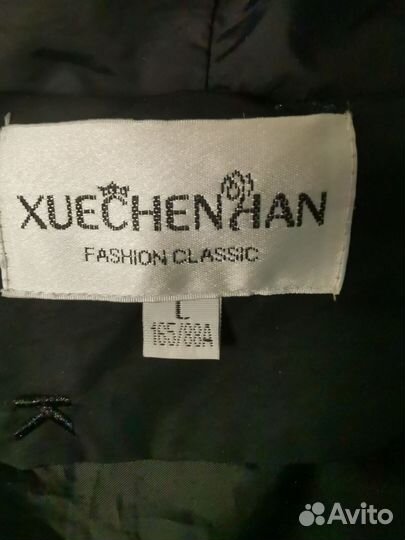 XUECHENHAN
FASHION CLASSIC
L
165/88A
K
Avito